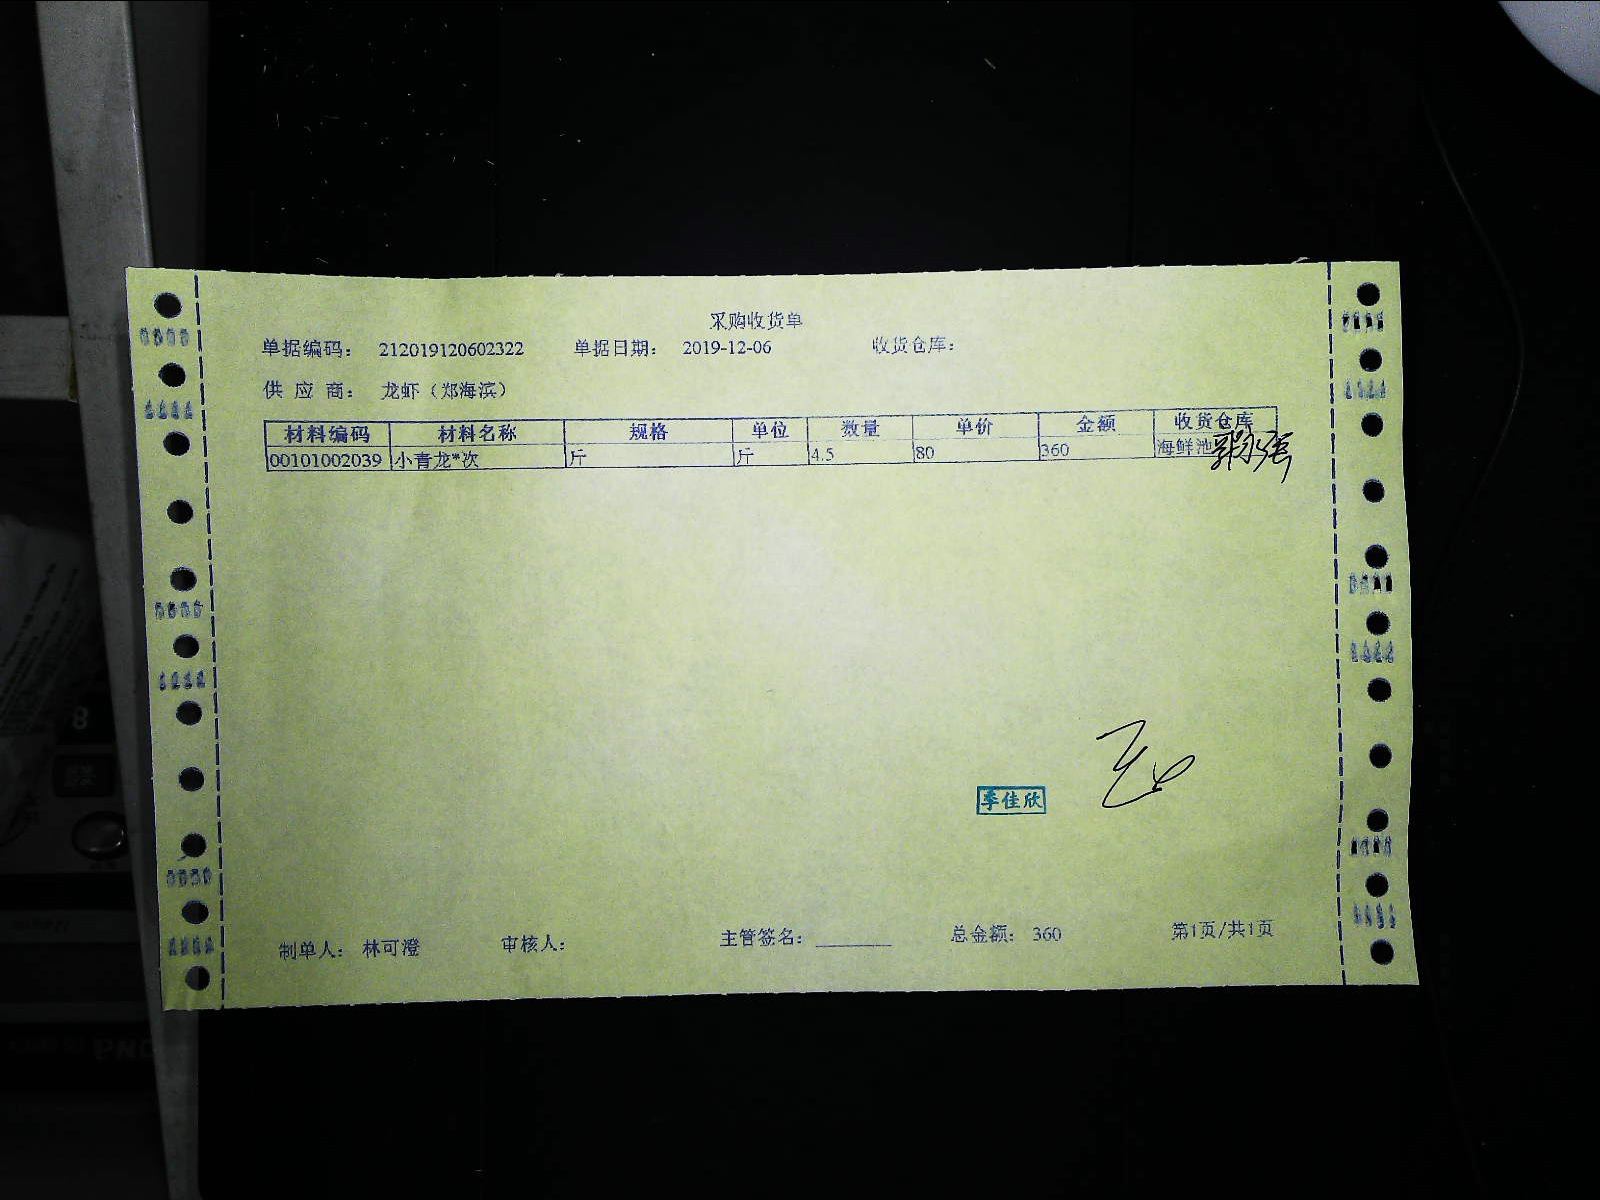 采购收货单
单据编码： 212019120602322 单据日期： 2019-12-06 收货仓库：
供 应 商： 龙虾（郑海滨）
材料编码 材料名称 规格 单位 数量 单价 金额 收货仓库
00101002039 小青龙*次 斤 斤 4.5 80 360 海鲜池
季佳欣
制单人： 林可澄 审核人： 主管签名： ________ 总金额： 360 第1页/共1页